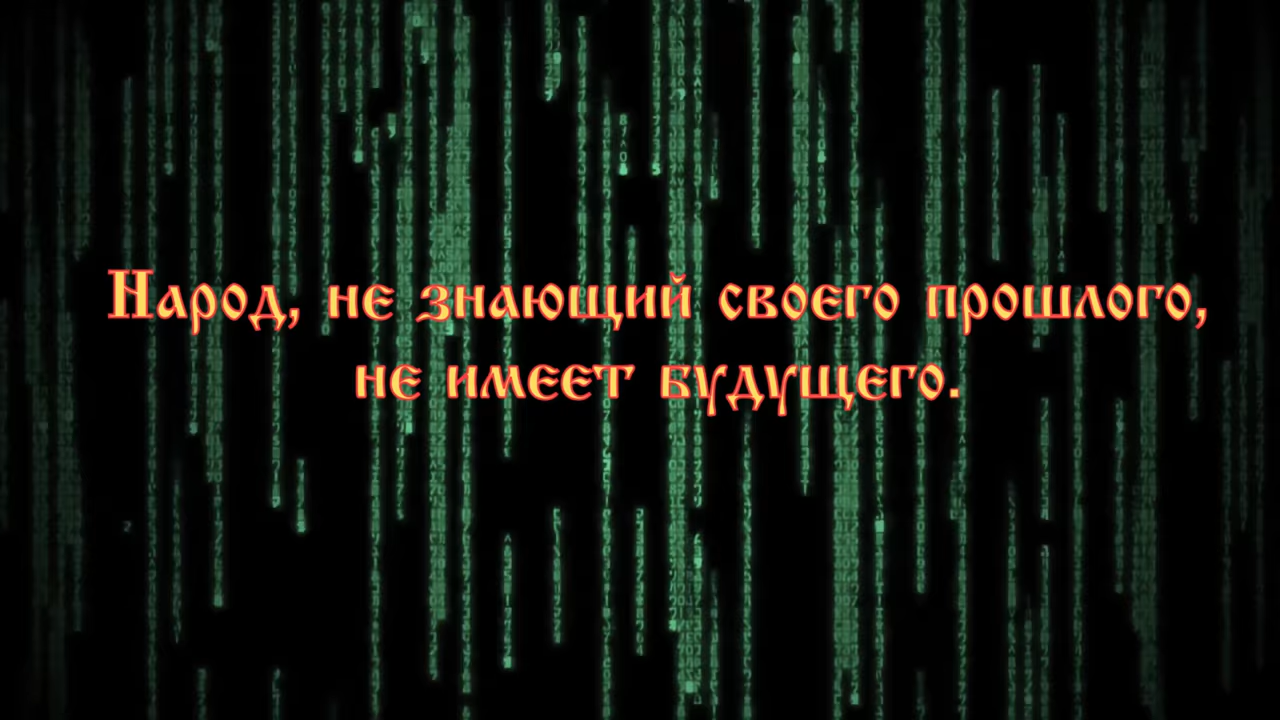 Народ, не знающий своего прошлого,
не имеет будущего.